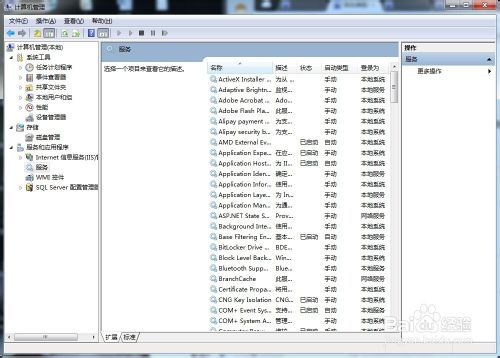 计算机管理
文件(F) 操作(A) 查看(V) 帮助(H)
计算机管理(本地)
系统工具
任务计划程序
事件查看器
共享文件夹
本地用户和组
性能
设备管理器
存储
磁盘管理
服务和应用程序
Internet 信息服务(IIS)
服务
WMI 控件
SQL Server 配置管理器
服务
选择一个项目来查看它的描述。
名称 描述 状态 启动类型 登录为
ActiveX Installer ... 为从 ... 手动 本地系统
Adaptive Brightn... 监视... 手动 本地服务
Adobe Acrobat ... Ado... 手动 本地系统
Adobe Flash Pla... 此服... 手动 本地系统
Alipay payment ... 为支... 手动 本地系统
Alipay security b... 为支... 手动 本地系统
AMD External Ev... 已启动 自动 本地系统
Application Expe... 在应... 已启动 手动 本地系统
Application Host... 为 II... 已启动 自动 本地系统
Application Iden... 确定... 手动 本地服务
Application Infor... 使用... 手动 本地系统
Application Laye... 为 In... 手动 本地服务
Application Man... 为通... 手动 本地系统
ASP.NET State S... Prov... 手动 网络服务
Background Inte... 使用... 手动 本地系统
Base Filtering En... 基本... 已启动 自动 本地服务
BitLocker Drive ... BDE... 手动 本地系统
Block Level Back... Win... 手动 本地系统
Bluetooth Supp... Blue... 手动 本地服务
BranchCache 此服... 手动 网络服务
Certificate Propa... 将用... 手动 本地系统
CNG Key Isolation CNG... 已启动 手动 本地系统
COM+ Event Sys... 支持... 已启动 自动 本地服务
COM+ System A... 管理... 手动 本地系统
扩展 标准
操作
服务
更多操作
Baidu 经验